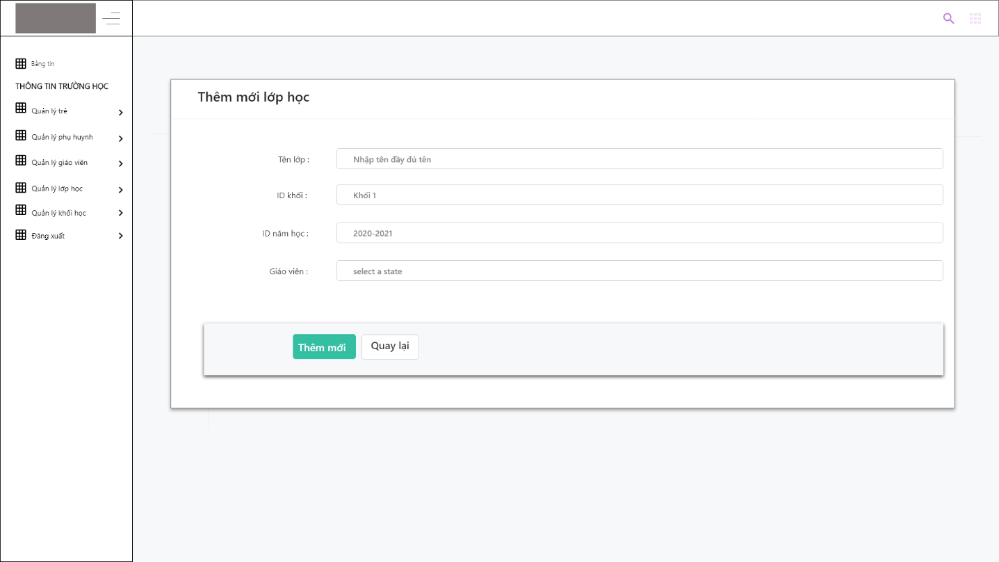 Bảng tin
THÔNG TIN TRƯỜNG HỌC
Quản lý trẻ
Quản lý phụ huynh
Quản lý giáo viên
Quản lý lớp học
Quản lý khối học
Đăng xuất
Thêm mới lớp học
Tên lớp : Nhập tên đầy đủ tên
ID khối : Khối 1
ID năm học : 2020-2021
Giáo viên : select a state
Thêm mới Quay lại